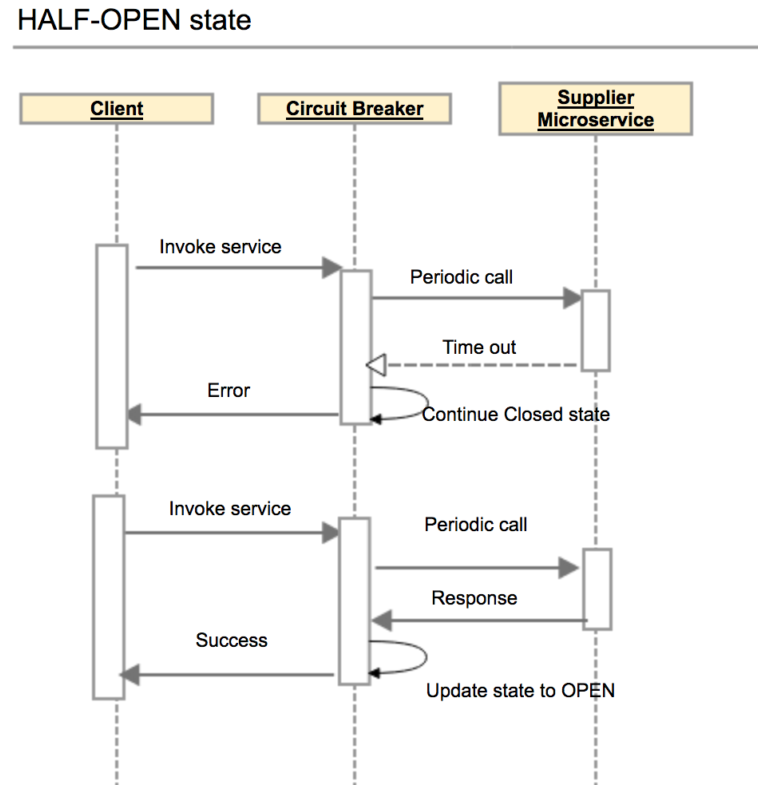 HALF-OPEN state
Client
Circuit Breaker
Supplier
Microservice
Invoke service
Periodic call
Time out
Error
Continue Closed state
Invoke service
Periodic call
Response
Success
Update state to OPEN